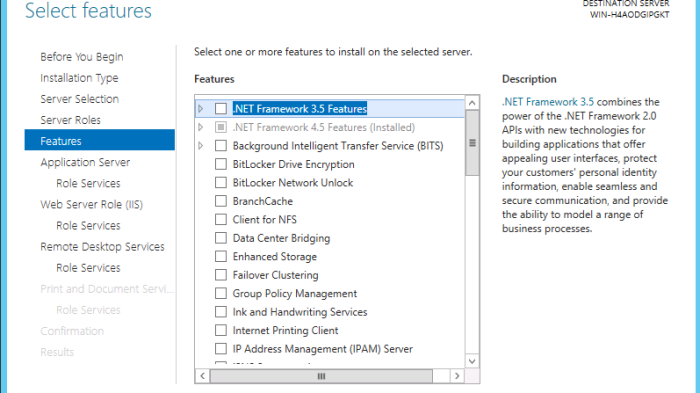 Select features
DESTINATION SERVER
WIN-H4AODGIPGKT
Before You Begin
Installation Type
Server Selection
Server Roles
Features
Application Server
Role Services
Web Server Role (IIS)
Role Services
Remote Desktop Services
Role Services
Print and Document Servi...
Role Services
Confirmation
Results
Select one or more features to install on the selected server.
Features
.NET Framework 3.5 Features
.NET Framework 4.5 Features (Installed)
Background Intelligent Transfer Service (BITS)
BitLocker Drive Encryption
BitLocker Network Unlock
BranchCache
Client for NFS
Data Center Bridging
Enhanced Storage
Failover Clustering
Group Policy Management
Ink and Handwriting Services
Internet Printing Client
IP Address Management (IPAM) Server
Description
.NET Framework 3.5 combines the
power of the .NET Framework 2.0
APIs with new technologies for
building applications that offer
appealing user interfaces, protect
your customers' personal identity
information, enable seamless and
secure communication, and provide
the ability to model a range of
business processes.